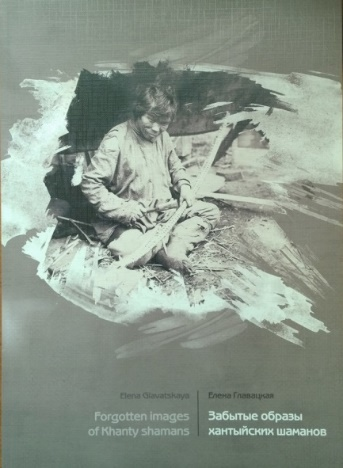 Elena Glavatskaya
Forgotten images
of Khanty shamans
Елена Главацкая
Забытые образы
хантыйских шаманов